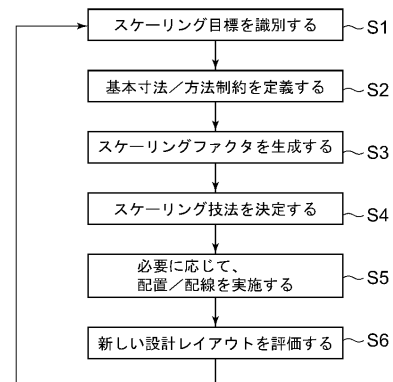 スケーリング目標を識別する
S1
基本寸法／方法制約を定義する
S2
スケーリングファクタを生成する
S3
スケーリング技法を決定する
S4
必要に応じて、
配置／配線を実施する
S5
新しい設計レイアウトを評価する
S6